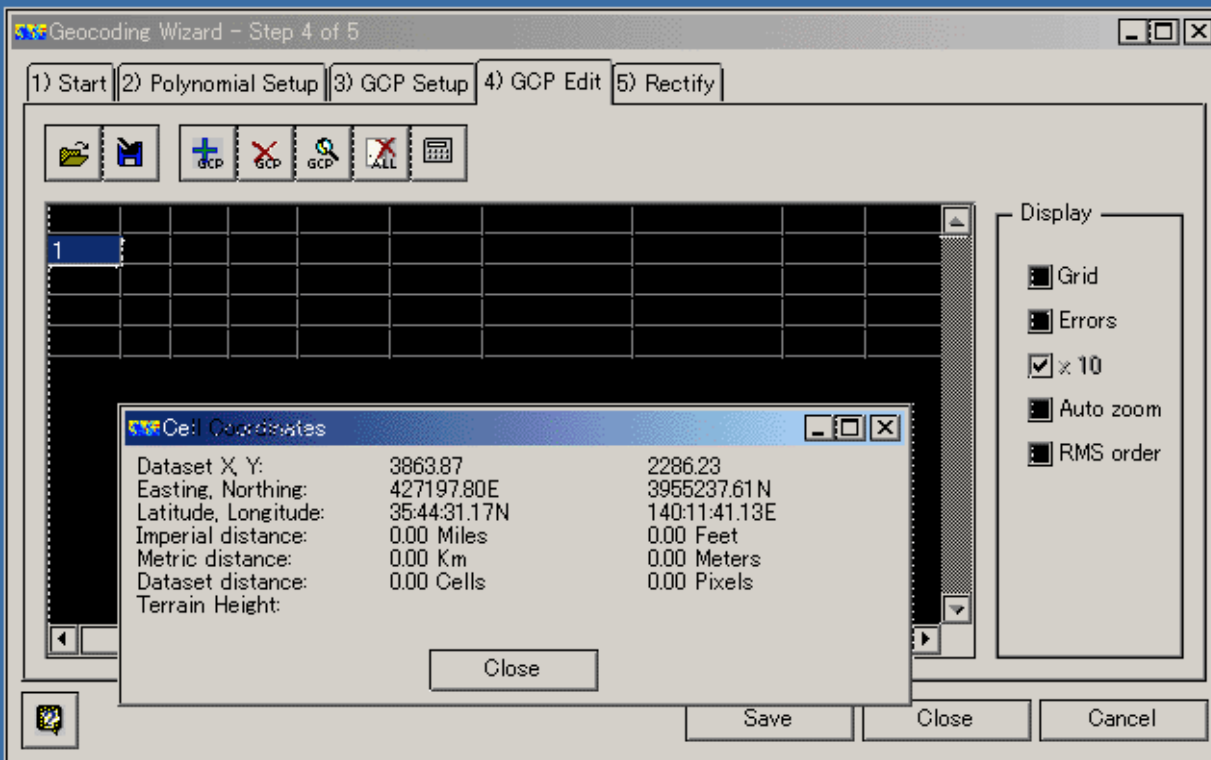 Geocoding Wizard - Step 4 of 5
1) Start 2) Polynomial Setup 3) GCP Setup 4) GCP Edit 5) Rectify
GCP GCP GCP ALL
Display
1
Grid
Errors
x 10
Auto zoom
RMS order
Cell Coordinates
Dataset X, Y: 3863.87 2286.23
Easting, Northing: 427197.80E 3955237.61N
Latitude, Longitude: 35:44:31.17N 140:11:41.13E
Imperial distance: 0.00 Miles 0.00 Feet
Metric distance: 0.00 Km 0.00 Meters
Dataset distance: 0.00 Cells 0.00 Pixels
Terrain Height:
Close
Save Close Cancel